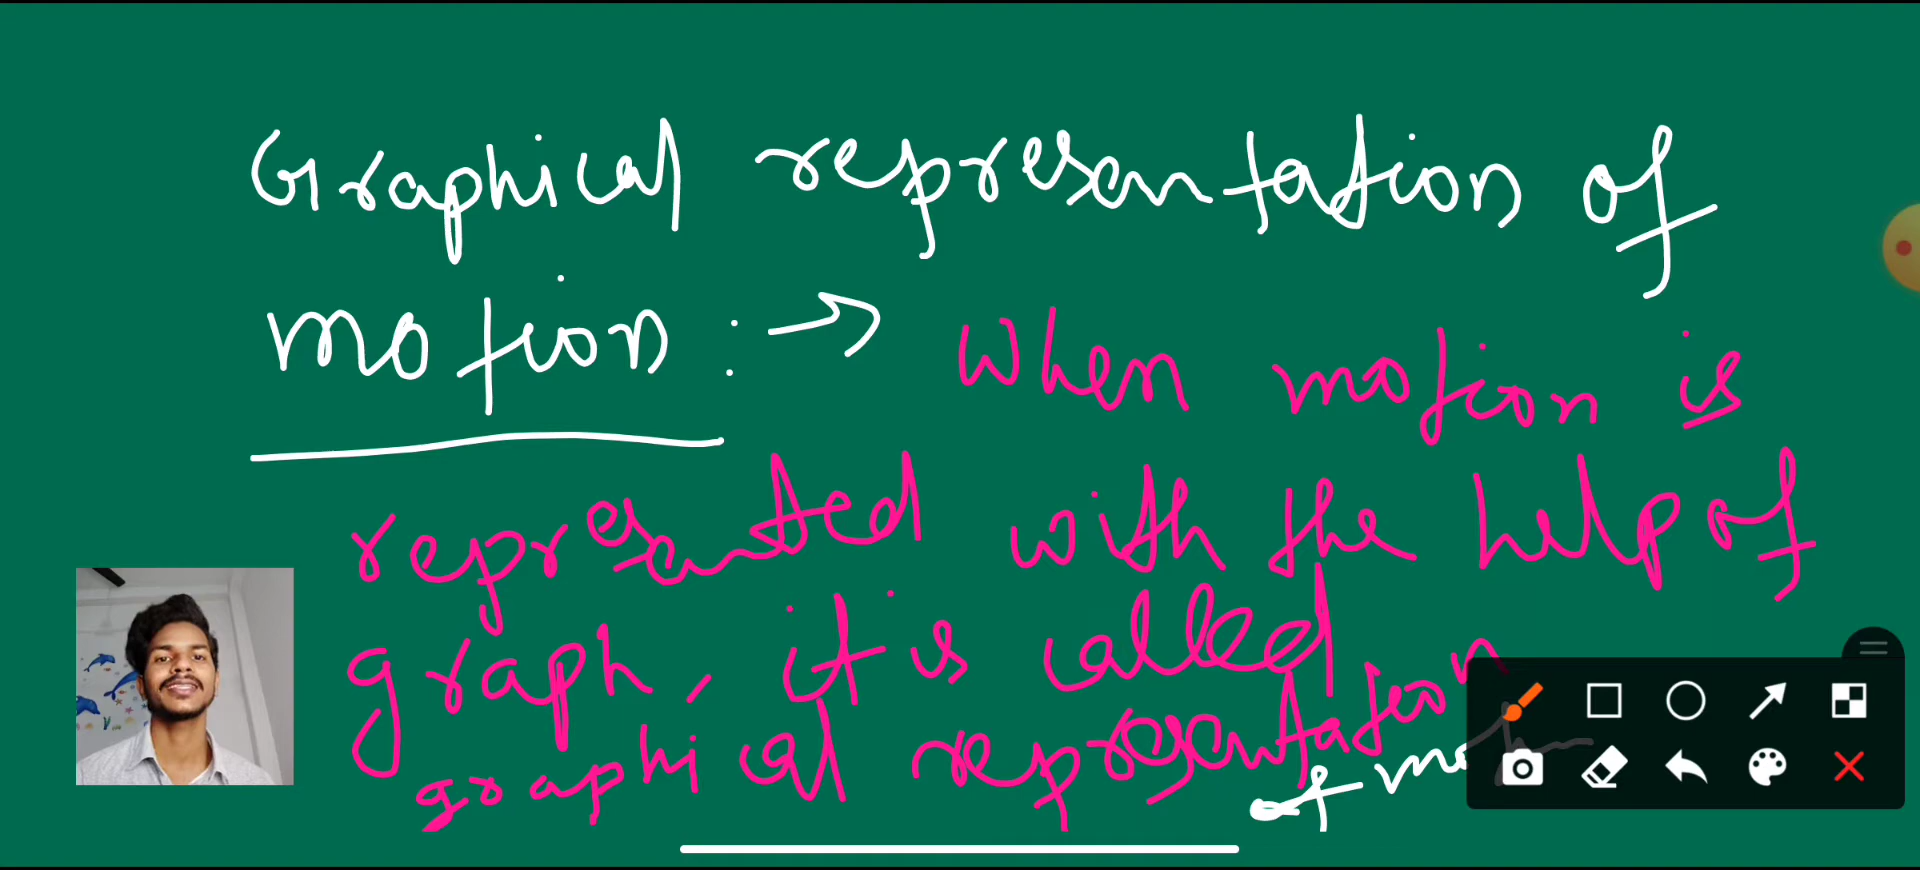 Graphical representation of
motion :→ When motion is
represented with the help of
graph, it is called
graphical representation
of